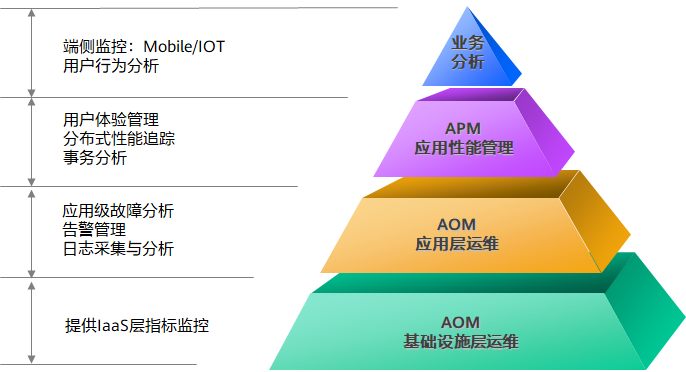 端侧监控：Mobile/IOT
用户行为分析
业务
分析
用户体验管理
分布式性能追踪
事务分析
APM
应用性能管理
应用级故障分析
告警管理
日志采集与分析
AOM
应用层运维
提供IaaS层指标监控
AOM
基础设施层运维